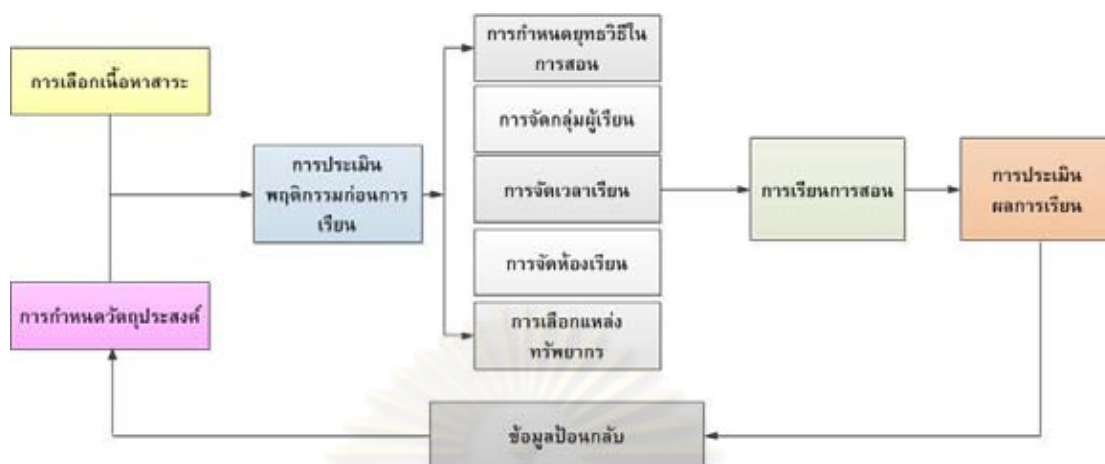 การเลือกเนื้อหาสาระ
การกำหนดวัตถุประสงค์
การประเมิน
พฤติกรรมก่อนการ
เรียน
การกำหนดยุทธวิธีใน
การสอน
การจัดกลุ่มผู้เรียน
การจัดเวลาเรียน
การจัดห้องเรียน
การเลือกแหล่ง
ทรัพยากร
การเรียนการสอน
การประเมิน
ผลการเรียน
ข้อมูลป้อนกลับ